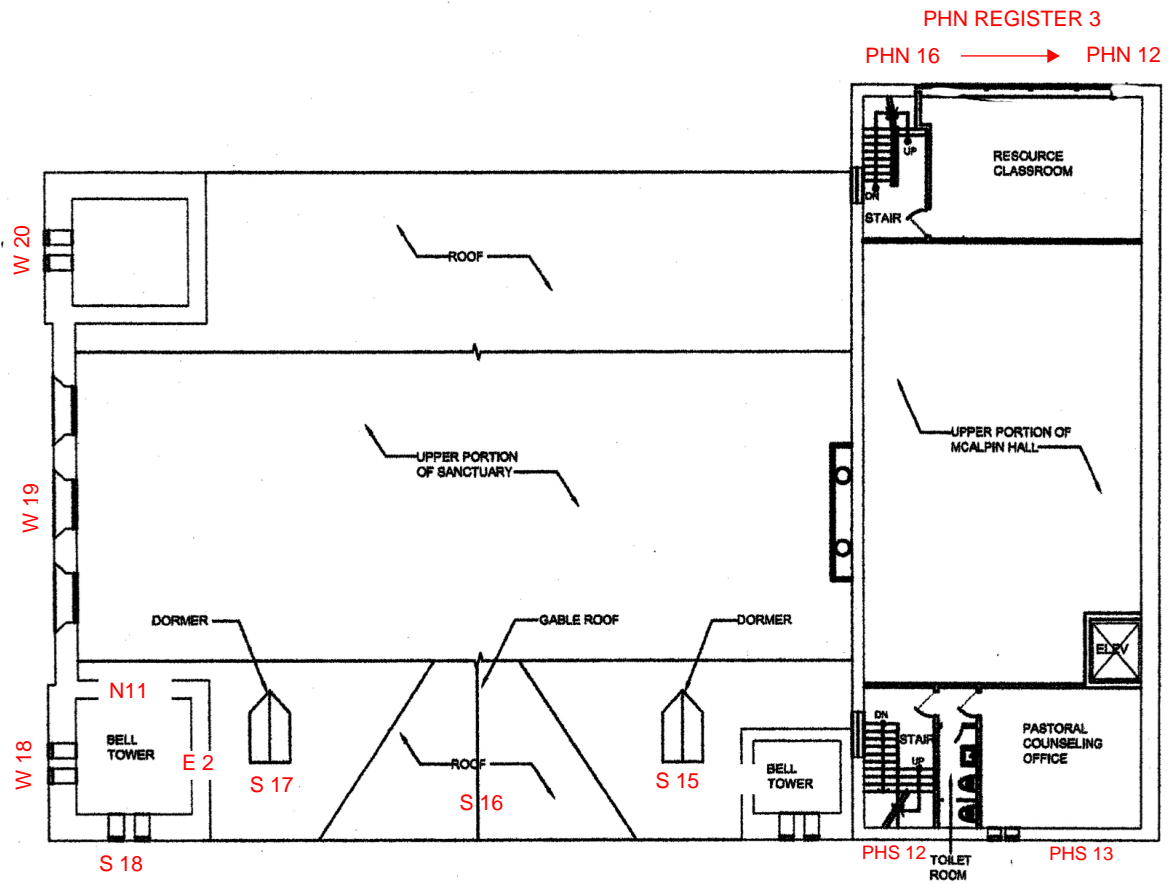 PHN REGISTER 3
PHN 16
PHN 12
UP
RESOURCE
CLASSROOM
DN
STAIR
W 20
ROOF
UPPER PORTION OF
MCALPIN HALL
UPPER PORTION
OF SANCTUARY
W 19
DORMER
GABLE ROOF
DORMER
ELEV
N11
BELL
TOWER
E 2
W 18
S 17
ROOF
S 16
S 15
BELL
TOWER
DN
STAIR
UP
PASTORAL
COUNSELING
OFFICE
S 18
PHS 12
TOILET
ROOM
PHS 13